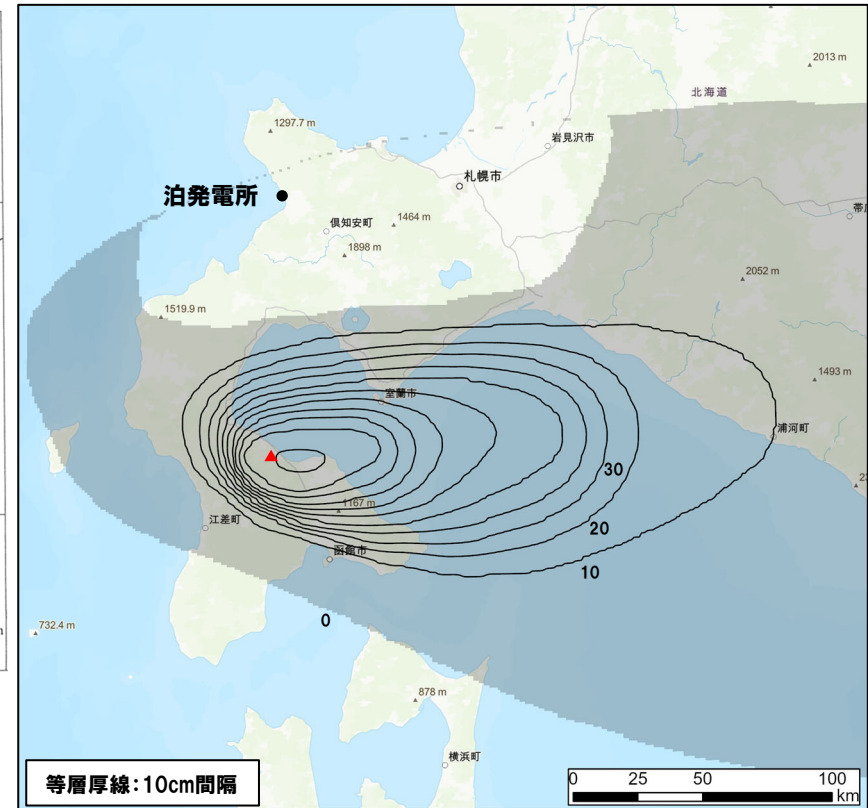 2013 m
北海道
1297.7 m
岩見沢市
札幌市
泊発電所
倶知安町
1464 m
1898 m
2052 m
1519.9 m
1493 m
室蘭市
浦河町
30
1167 m
江差町
20
函館市
10
0
732.4 m
878 m
横浜町
等層厚線:10cm間隔
0 25 50 100
km